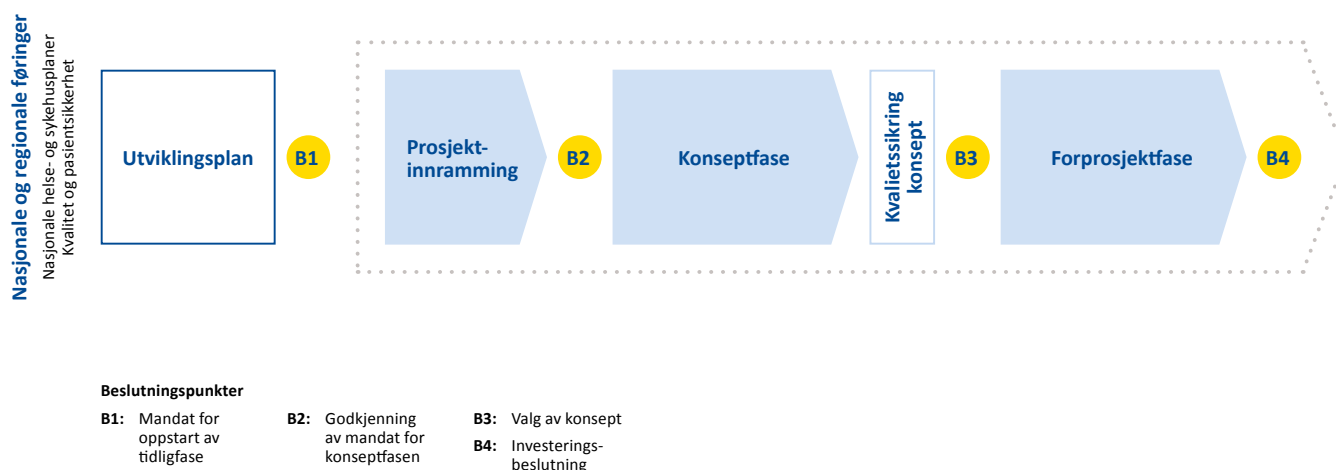 Nasjonale og regionale føringer
Nasjonale helse- og sykehusplaner
Kvalitet og pasientsikkerhet
Utviklingsplan
B1
Prosjekt-
innramming
B2
Konseptfase
Kvalietssikring
konsept
B3
Forprosjektfase
B4
Beslutningspunkter
B1: Mandat for
oppstart av
tidligfase
B2: Godkjenning
av mandat for
konseptfasen
B3: Valg av konsept
B4: Investerings-
beslutning